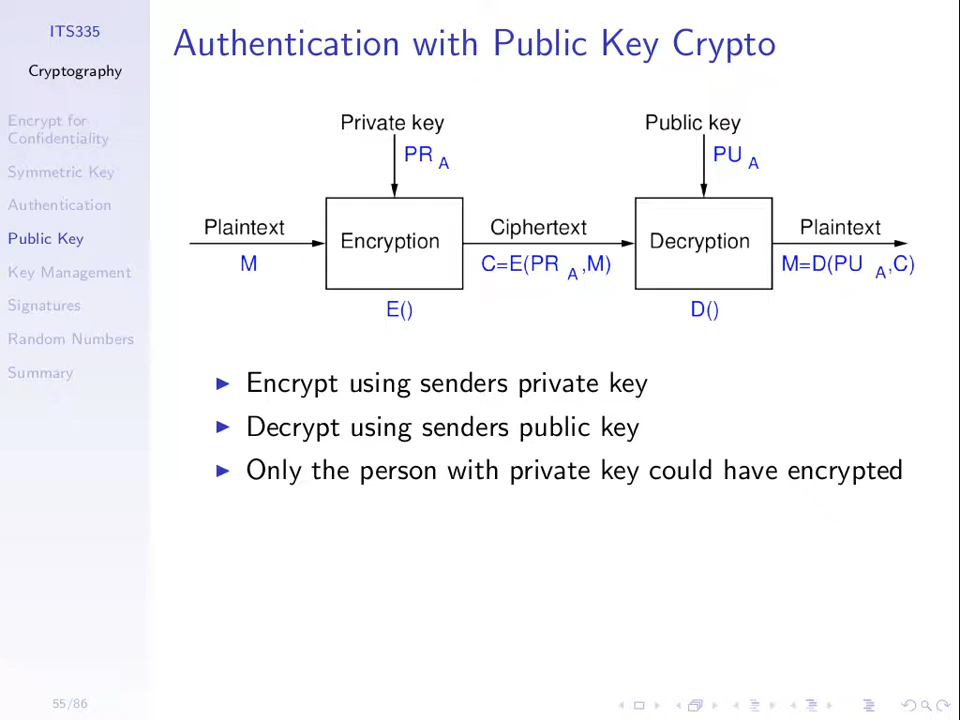 ITS335
Cryptography
Encrypt for
Confidentiality
Symmetric Key
Authentication
Public Key
Key Management
Signatures
Random Numbers
Summary
55/86
Authentication with Public Key Crypto
Private key
PR A
Public key
PU A
Plaintext
M
Encryption
E()
Ciphertext
C=E(PR A,M)
Decryption
D()
Plaintext
M=D(PU A,C)
Encrypt using senders private key
Decrypt using senders public key
Only the person with private key could have encrypted